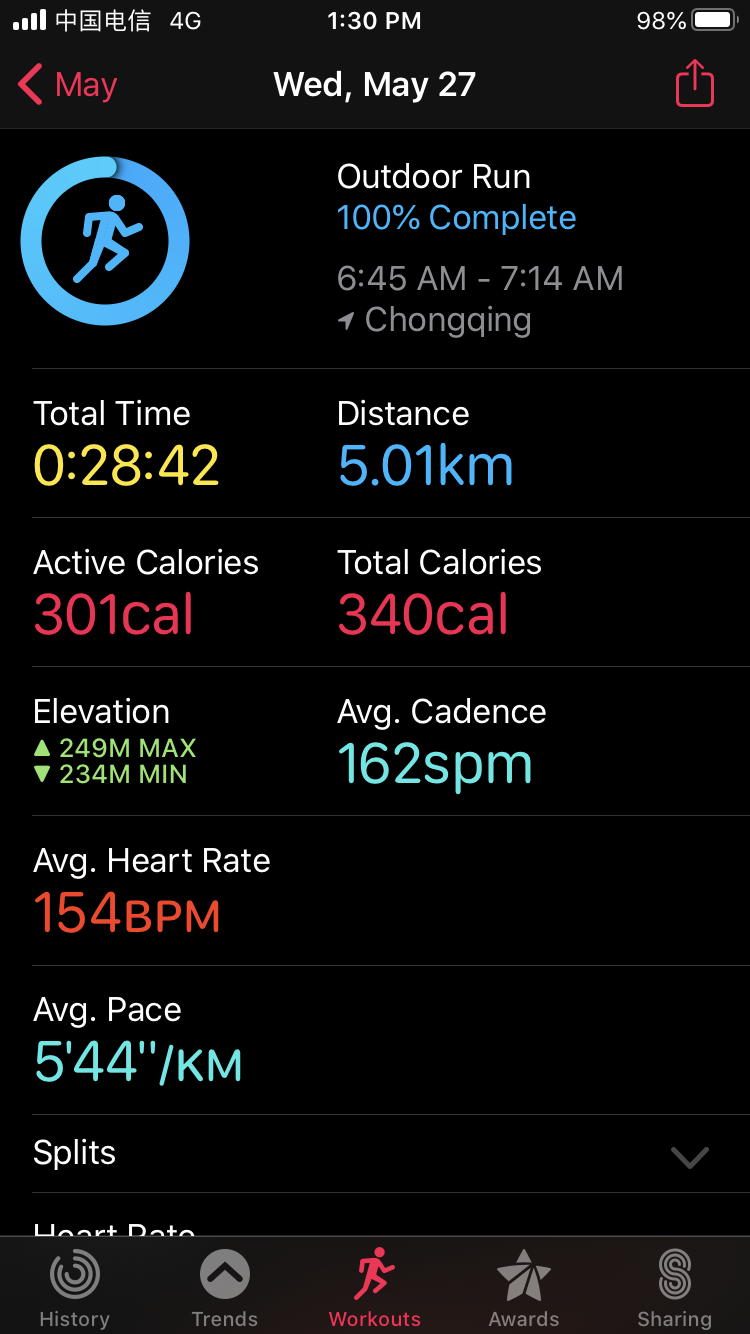 中国电信 4G 1:30 PM 98%
May Wed, May 27
Outdoor Run
100% Complete
6:45 AM - 7:14 AM
Chongqing
Total Time Distance
0:28:42 5.01km
Active Calories Total Calories
301cal 340cal
Elevation Avg. Cadence
249M MAX 162spm
234M MIN
Avg. Heart Rate
154BPM
Avg. Pace
5'44''/KM
Splits
Heart Rate
History Trends Workouts Awards Sharing